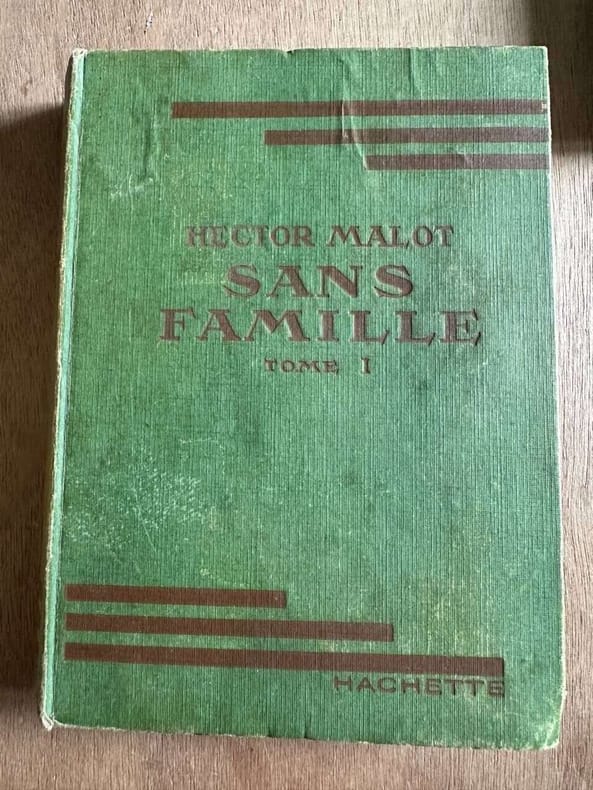 HECTOR MALOT
SANS
FAMILLE
TOME I
HACHETTE